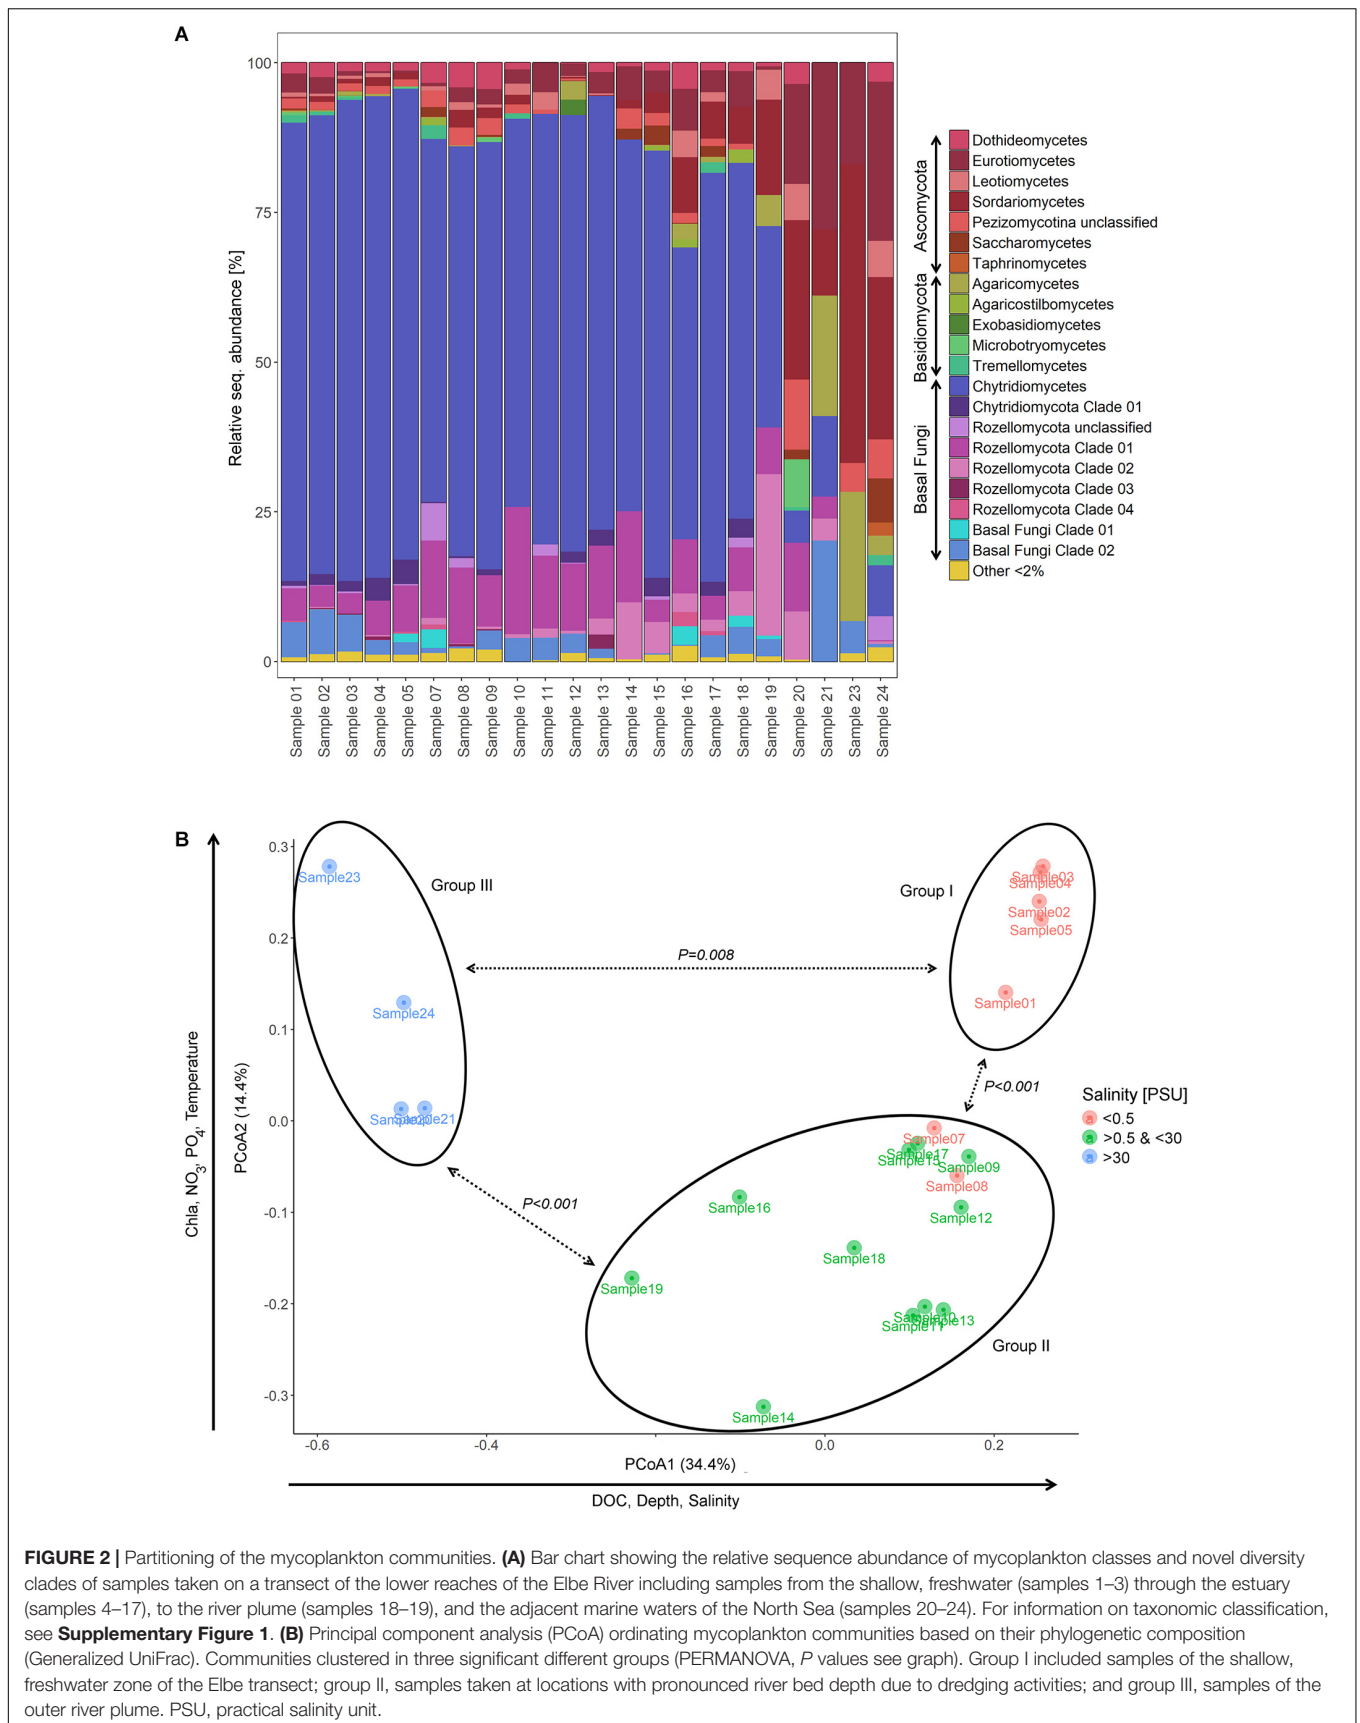 A
100
75
50
25
0
Relative seq. abundance [%]
Sample 01
Sample 02
Sample 03
Sample 04
Sample 05
Sample 07
Sample 08
Sample 09
Sample 10
Sample 11
Sample 12
Sample 13
Sample 14
Sample 15
Sample 16
Sample 17
Sample 18
Sample 19
Sample 20
Sample 21
Sample 23
Sample 24
Ascomycota
Basidiomycota
Basal Fungi
Dothideomycetes
Eurotiomycetes
Leotiomycetes
Sordariomycetes
Pezizomycotina unclassified
Saccharomycetes
Taphrinomycetes
Agaricomycetes
Agaricostilbomycetes
Exobasidiomycetes
Microbotryomycetes
Tremellomycetes
Chytridiomycetes
Chytridiomycota Clade 01
Rozellomycota unclassified
Rozellomycota Clade 01
Rozellomycota Clade 02
Rozellomycota Clade 03
Rozellomycota Clade 04
Basal Fungi Clade 01
Basal Fungi Clade 02
Other <2%
B
Chla, NO3, PO4, Temperature
PCoA2 (14.4%)
0.3
0.2
0.1
0.0
-0.1
-0.2
-0.3
Sample23
Group III
Sample24
Sample20
Sample21
Group I
Sample03
Sample04
Sample02
Sample05
Sample01
P=0.008
P<0.001
P<0.001
Sample07
Sample17
Sample15
Sample09
Sample08
Sample16
Sample12
Sample18
Sample19
Sample10
Sample13
Sample11
Group II
Sample14
Salinity [PSU]
<0.5
>0.5 & <30
>30
-0.6
-0.4
0.0
0.2
PCoA1 (34.4%)
DOC, Depth, Salinity
FIGURE 2 | Partitioning of the mycoplankton communities. (A) Bar chart showing the relative sequence abundance of mycoplankton classes and novel diversity
clades of samples taken on a transect of the lower reaches of the Elbe River including samples from the shallow, freshwater (samples 1–3) through the estuary
(samples 4–17), to the river plume (samples 18–19), and the adjacent marine waters of the North Sea (samples 20–24). For information on taxonomic classification,
see Supplementary Figure 1. (B) Principal component analysis (PCoA) ordinating mycoplankton communities based on their phylogenetic composition
(Generalized UniFrac). Communities clustered in three significant different groups (PERMANOVA, P values see graph). Group I included samples of the shallow,
freshwater zone of the Elbe transect; group II, samples taken at locations with pronounced river bed depth due to dredging activities; and group III, samples of the
outer river plume. PSU, practical salinity unit.